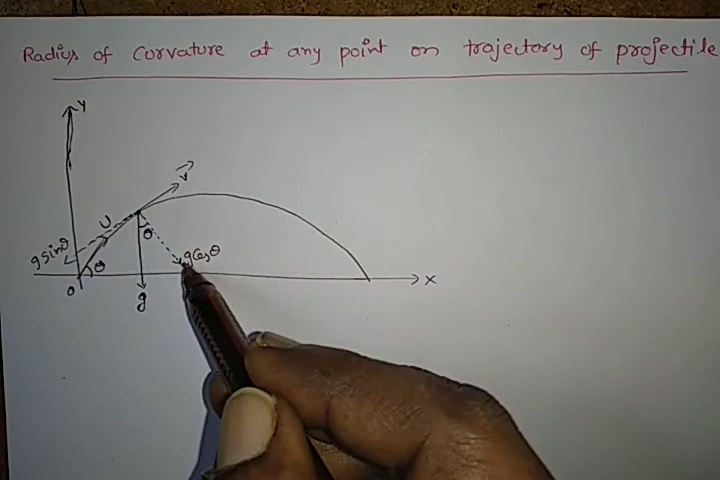 Radius of Curvature at any point on trajectory of projectile
Y
v
U
θ
g sinθ
θ
g cosθ
O
g
X